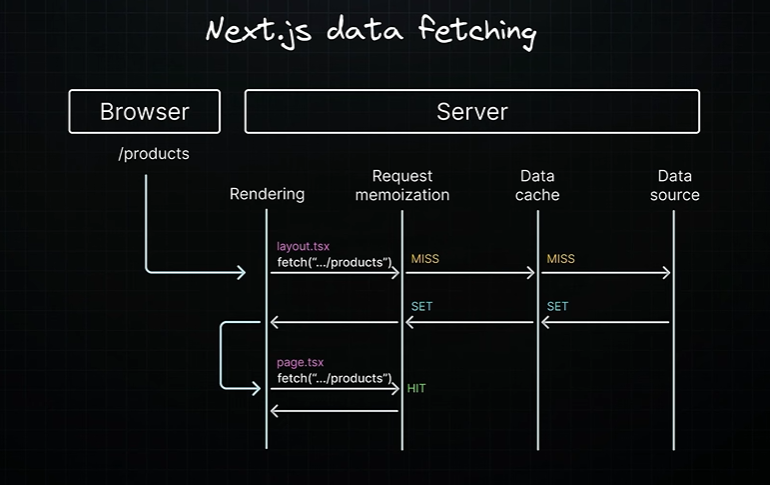 Next.js data fetching
Browser
Server
/products
Rendering
Request
memoization
Data
cache
Data
source
layout.tsx
fetch(“.../products”)
MISS
MISS
SET
SET
page.tsx
fetch(“.../products”)
HIT